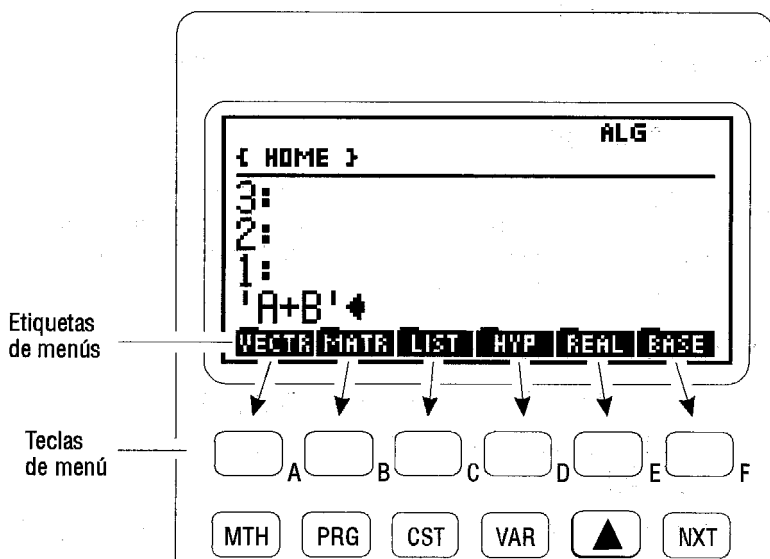 ALG
{ HOME }
3:
2:
1:
'A+B'
VECTR MATR LIST HYP REAL BASE
Etiquetas
de menús
Teclas
de menú
A B C D E F
MTH PRG CST VAR ▲ NXT